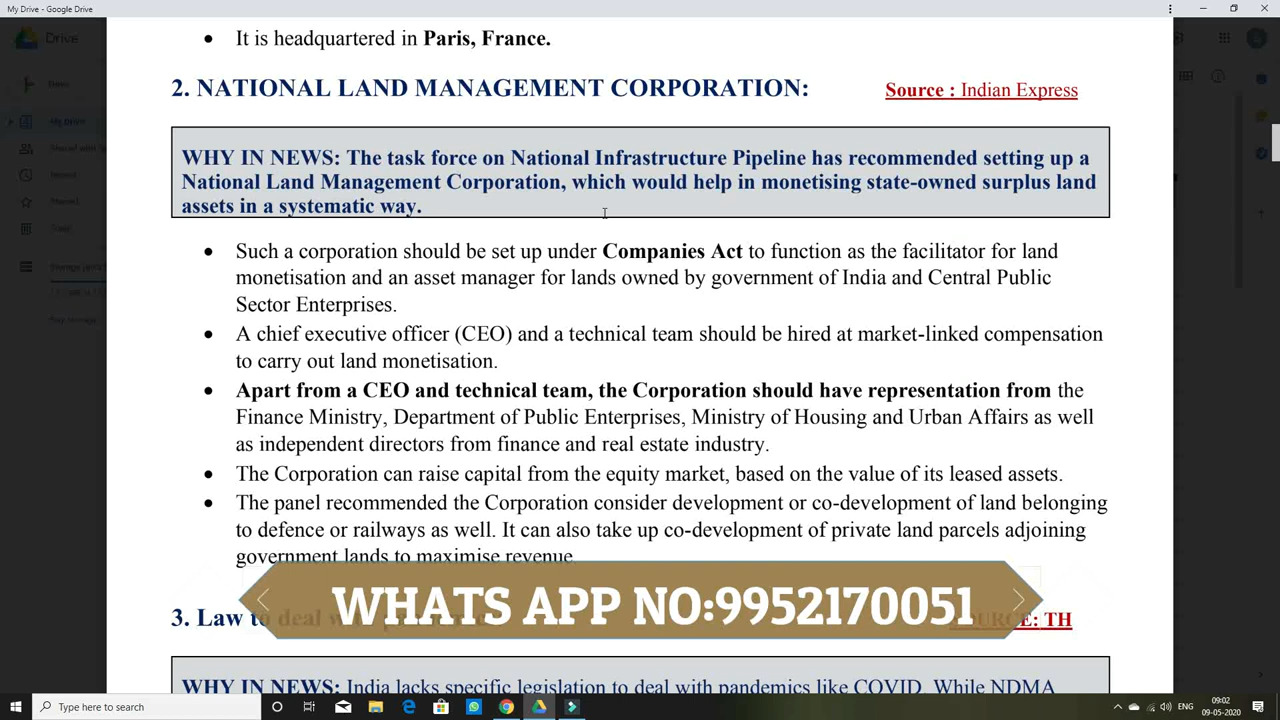 My Drive - Google Drive
Drive
• It is headquartered in Paris, France.
2. NATIONAL LAND MANAGEMENT CORPORATION:
Source : Indian Express
WHY IN NEWS: The task force on National Infrastructure Pipeline has recommended setting up a
National Land Management Corporation, which would help in monetising state-owned surplus land
assets in a systematic way.
• Such a corporation should be set up under Companies Act to function as the facilitator for land
monetisation and an asset manager for lands owned by government of India and Central Public
Sector Enterprises.
• A chief executive officer (CEO) and a technical team should be hired at market-linked compensation
to carry out land monetisation.
• Apart from a CEO and technical team, the Corporation should have representation from the
Finance Ministry, Department of Public Enterprises, Ministry of Housing and Urban Affairs as well
as independent directors from finance and real estate industry.
• The Corporation can raise capital from the equity market, based on the value of its leased assets.
• The panel recommended the Corporation consider development or co-development of land belonging
to defence or railways as well. It can also take up co-development of private land parcels adjoining
government lands to maximise revenue.
WHATS APP NO:9952170051
3. Law to deal with
SOURCE: TH
WHY IN NEWS: India lacks specific legislation to deal with pandemics like COVID. While NDMA
Type here to search
ENG
09:02
09-05-2020